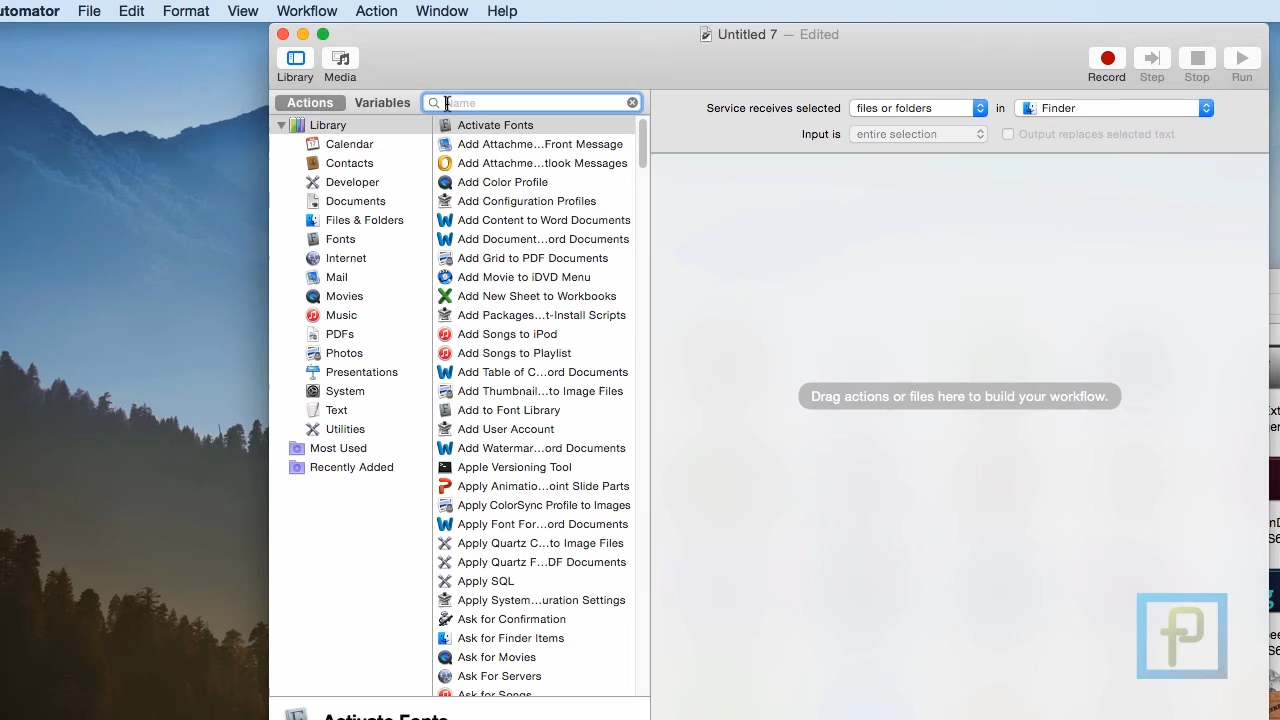 utomator File Edit Format View Workflow Action Window Help
Untitled 7 — Edited
Library Media Record Step Stop Run
Actions Variables Name
Service receives selected files or folders in Finder
Input is entire selection Output replaces selected text
Library
Calendar
Contacts
Developer
Documents
Files & Folders
Fonts
Internet
Mail
Movies
Music
PDFs
Photos
Presentations
System
Text
Utilities
Most Used
Recently Added
Activate Fonts
Add Attachme...Front Message
Add Attachme...tlook Messages
Add Color Profile
Add Configuration Profiles
Add Content to Word Documents
Add Document...ord Documents
Add Grid to PDF Documents
Add Movie to iDVD Menu
Add New Sheet to Workbooks
Add Packages...t-Install Scripts
Add Songs to iPod
Add Songs to Playlist
Add Table of C...ord Documents
Add Thumbnail...to Image Files
Add to Font Library
Add User Account
Add Watermar...ord Documents
Apple Versioning Tool
Apply Animatio...oint Slide Parts
Apply ColorSync Profile to Images
Apply Font For...ord Documents
Apply Quartz C...to Image Files
Apply Quartz F...DF Documents
Apply SQL
Apply System...uration Settings
Ask for Confirmation
Ask for Finder Items
Ask for Movies
Ask For Servers
Ask for Songs
Drag actions or files here to build your workflow.
Activate Fonts